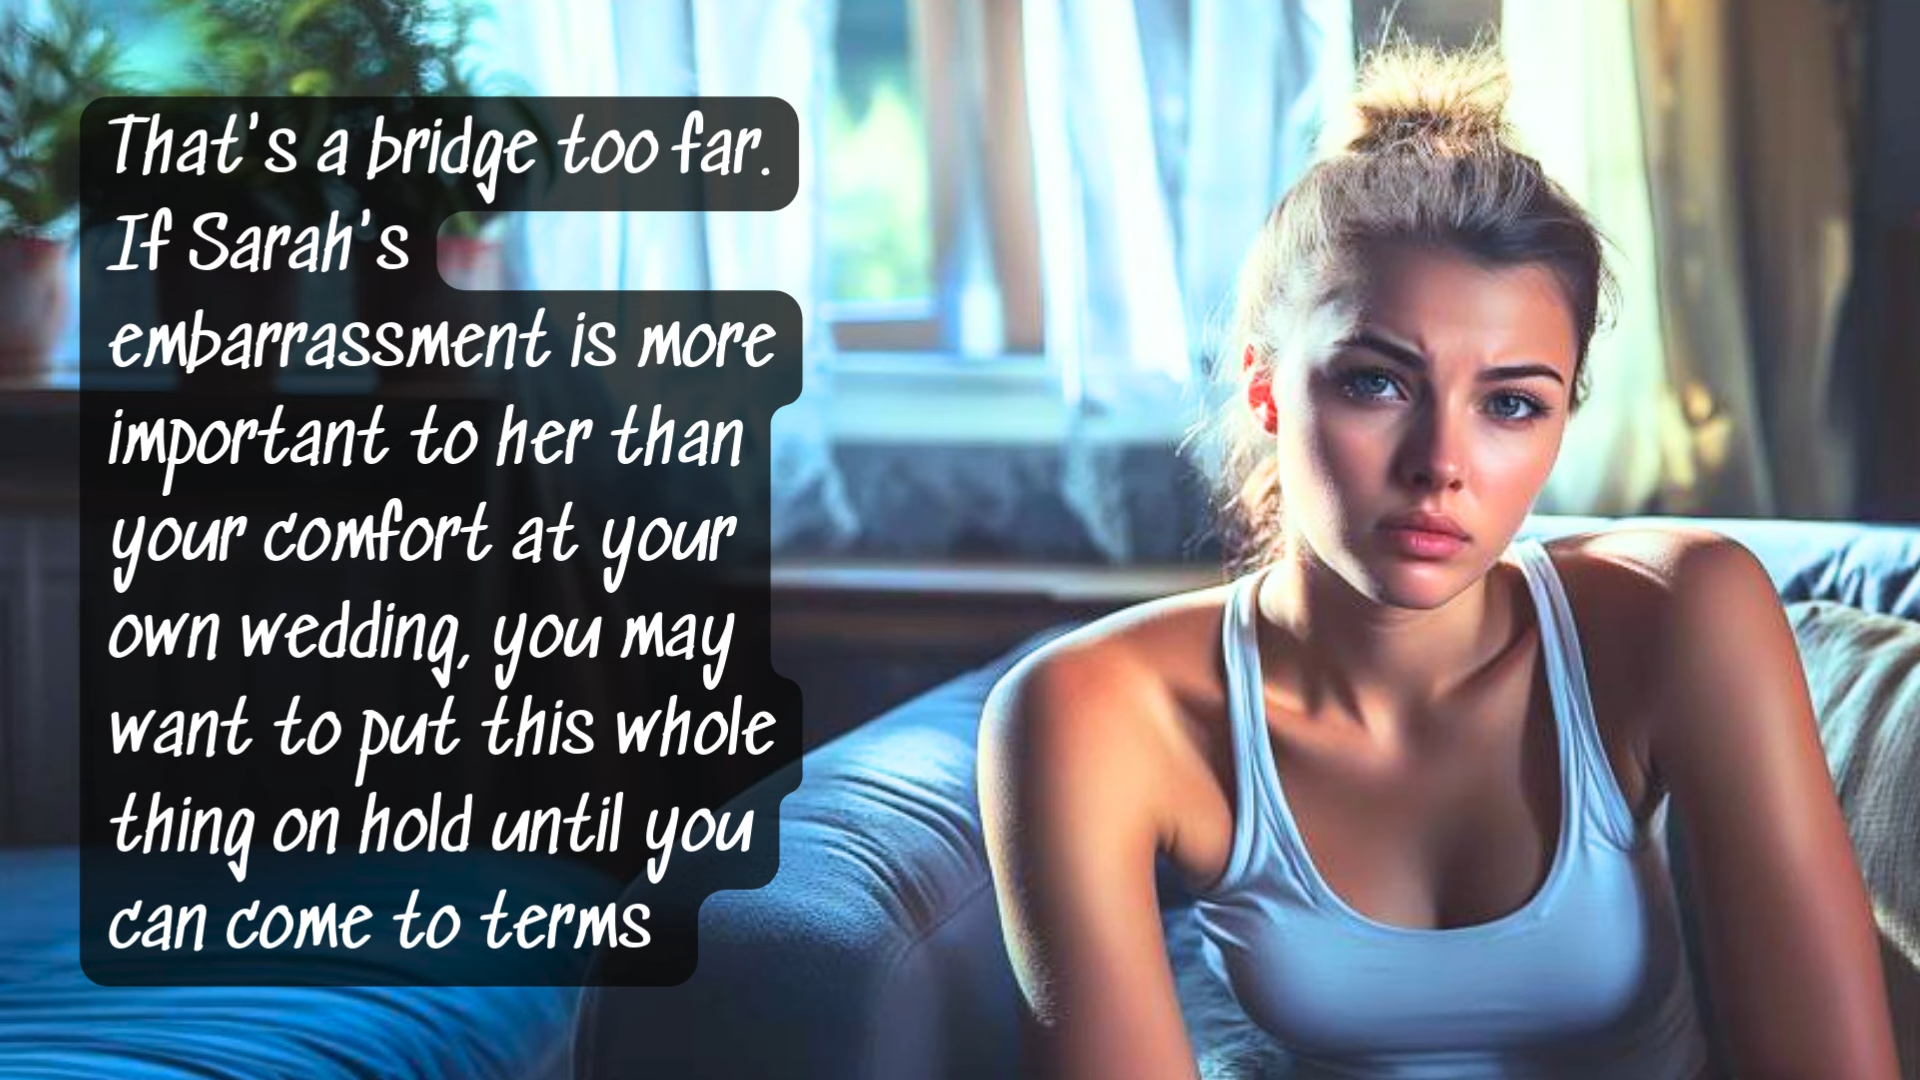 That's a bridge too far.
If Sarah's
embarrassment is more
important to her than
your comfort at your
own wedding, you may
want to put this whole
thing on hold until you
can come to terms